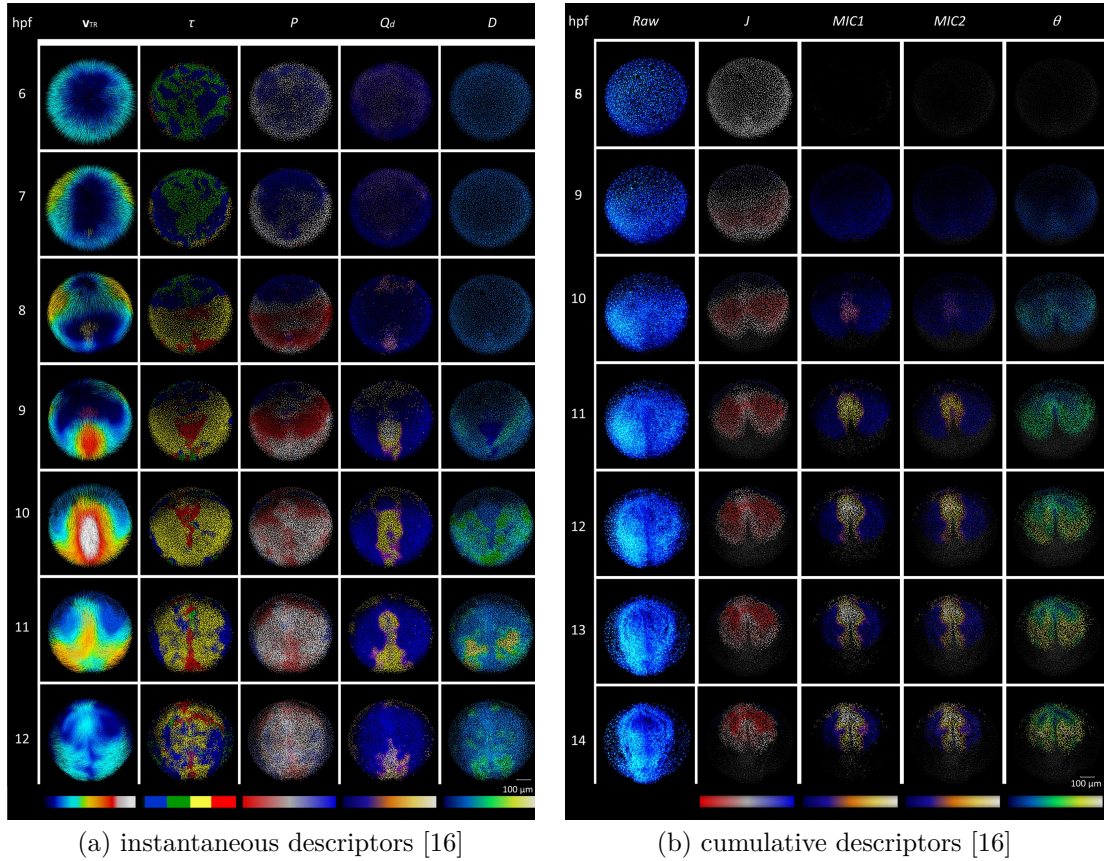 hpf v_TR τ P Q_d D
6
7
8
9
10
11
12
100 μm
(a) instantaneous descriptors [16]
hpf Raw J MIC1 MIC2 θ
8
9
10
11
12
13
14
100 μm
(b) cumulative descriptors [16]